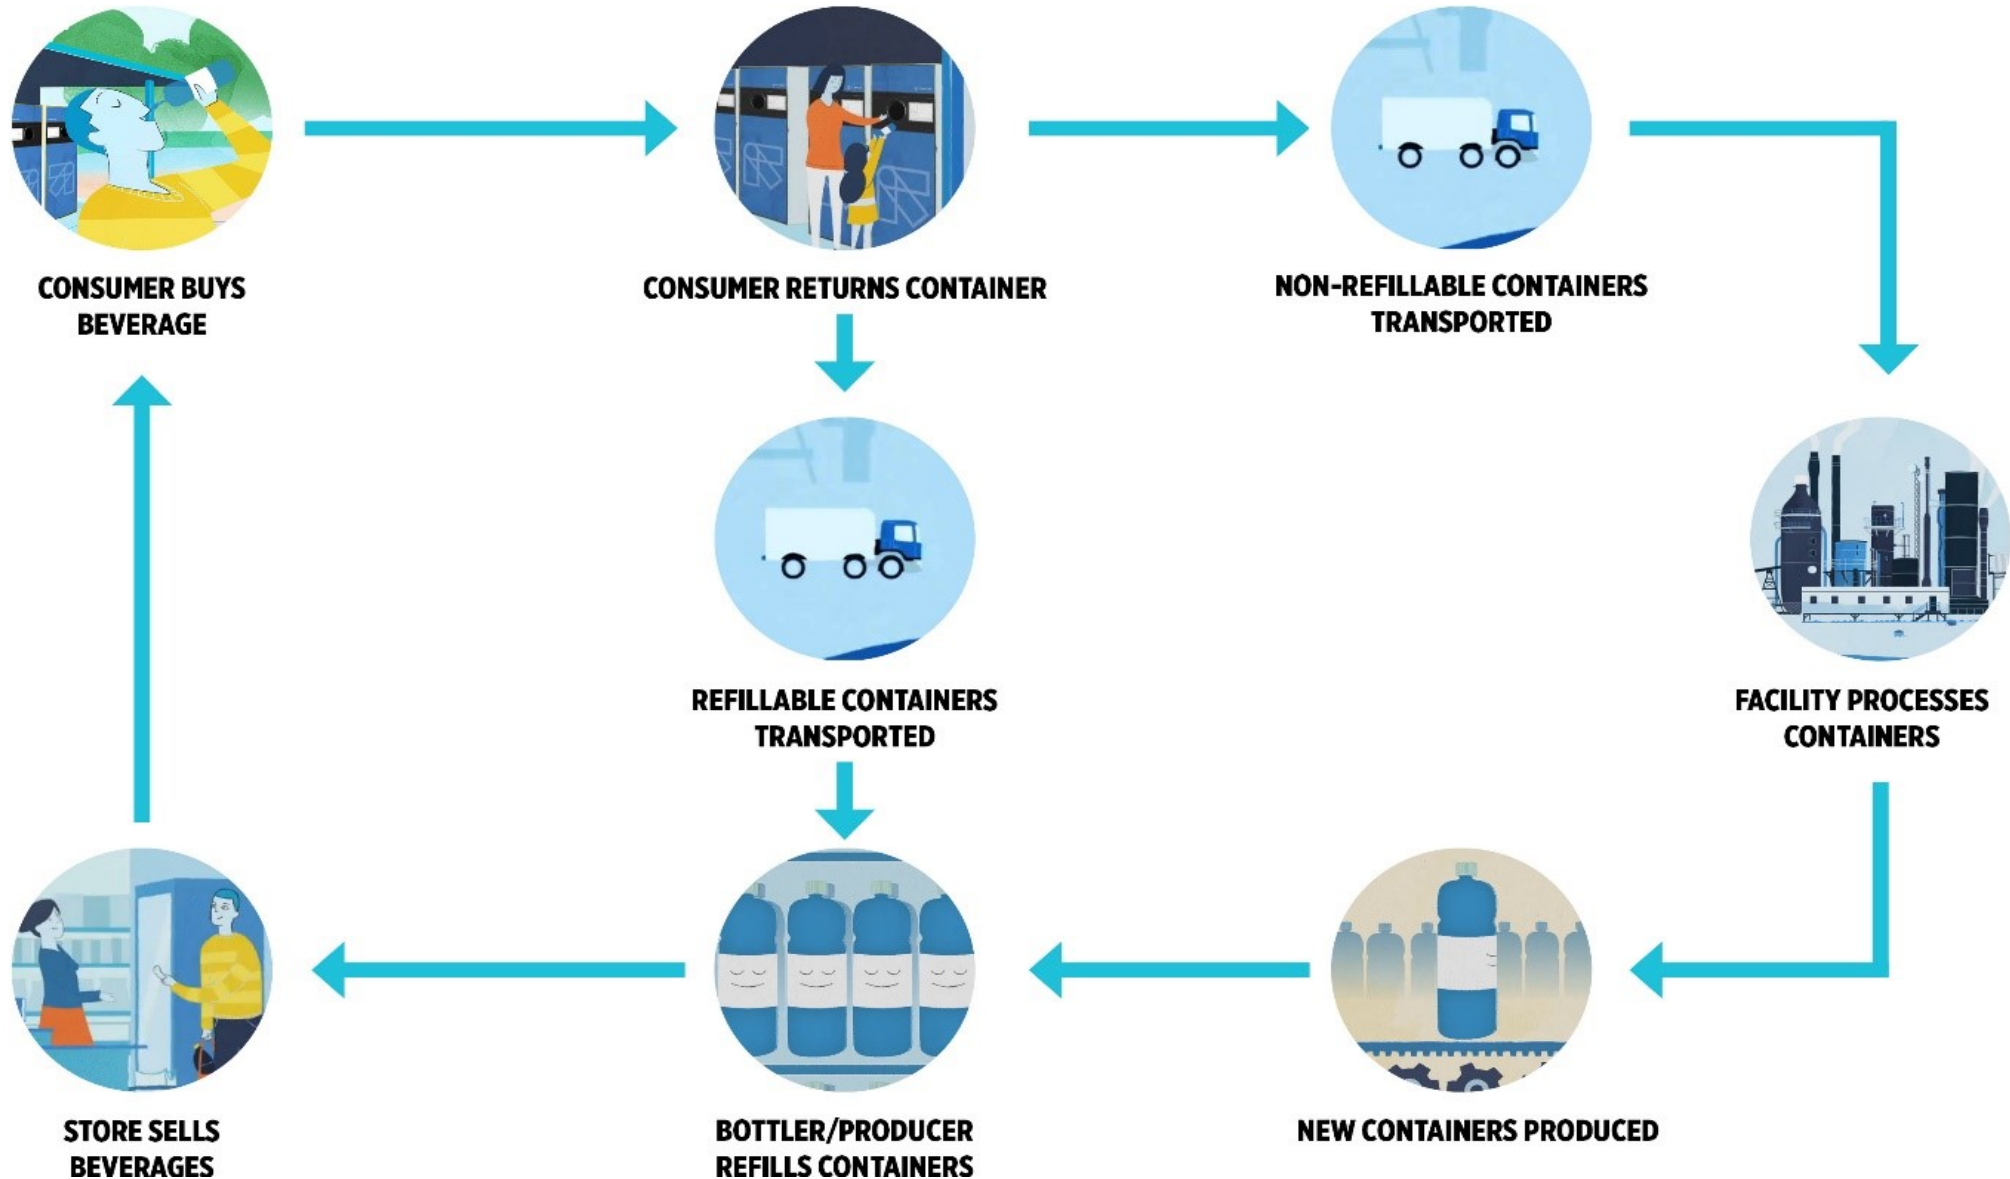 CONSUMER BUYS
BEVERAGE
CONSUMER RETURNS CONTAINER
NON-REFILLABLE CONTAINERS
TRANSPORTED
REFILLABLE CONTAINERS
TRANSPORTED
FACILITY PROCESSES
CONTAINERS
STORE SELLS
BEVERAGES
BOTTLER/PRODUCER
REFILLS CONTAINERS
NEW CONTAINERS PRODUCED